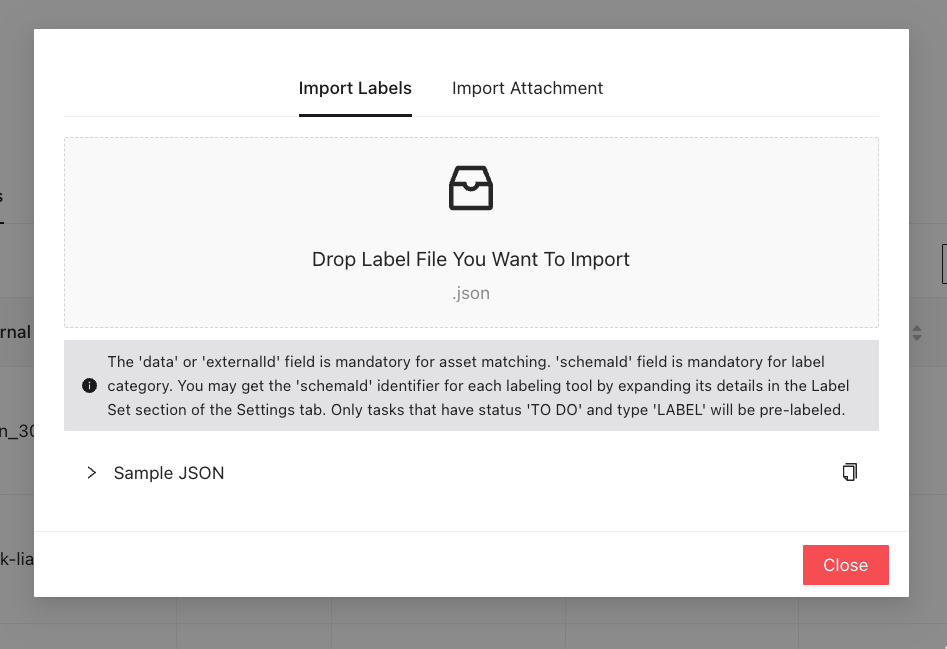 Import Labels Import Attachment
Drop Label File You Want To Import
.json
The 'data' or 'externalId' field is mandatory for asset matching. 'schemaId' field is mandatory for label
category. You may get the 'schemaId' identifier for each labeling tool by expanding its details in the Label
Set section of the Settings tab. Only tasks that have status 'TO DO' and type 'LABEL' will be pre-labeled.
Sample JSON
Close
s
rnal
n_30
k-lia